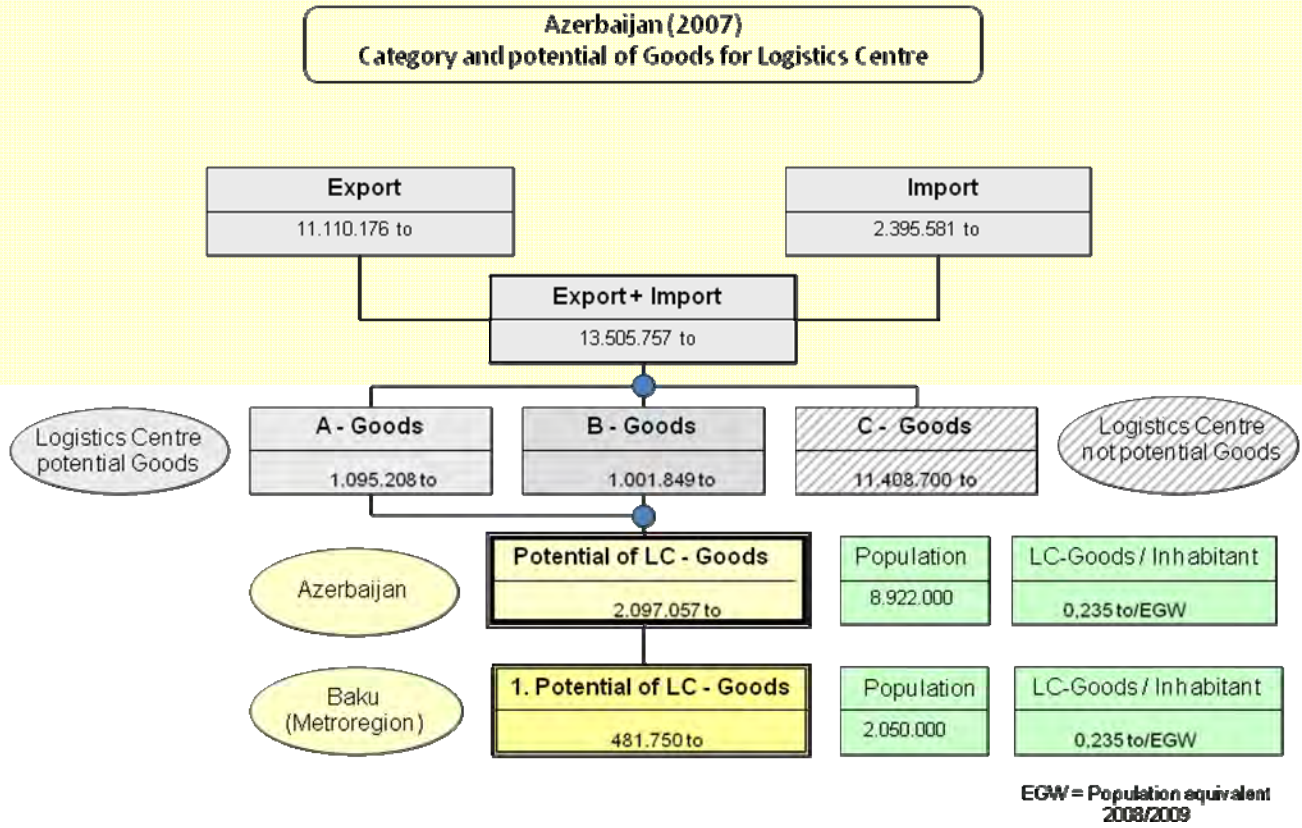 Azerbaijan (2007)
Category and potential of Goods for Logistics Centre
Export
11.110.176 to
Import
2.395.581 to
Export + Import
13.505.757 to
Logistics Centre
potential Goods
A - Goods
1.095.208 to
B - Goods
1.001.849 to
C - Goods
11.408.700 to
Logistics Centre
not potential Goods
Azerbaijan
Potential of LC - Goods
2.097.057 to
Population
8.922.000
LC-Goods / Inhabitant
0,235 to/EGW
Baku
(Metroregion)
1. Potential of LC - Goods
481.750 to
Population
2.050.000
LC-Goods / Inhabitant
0,235 to/EGW
EGW = Population equivalent
2008/2009